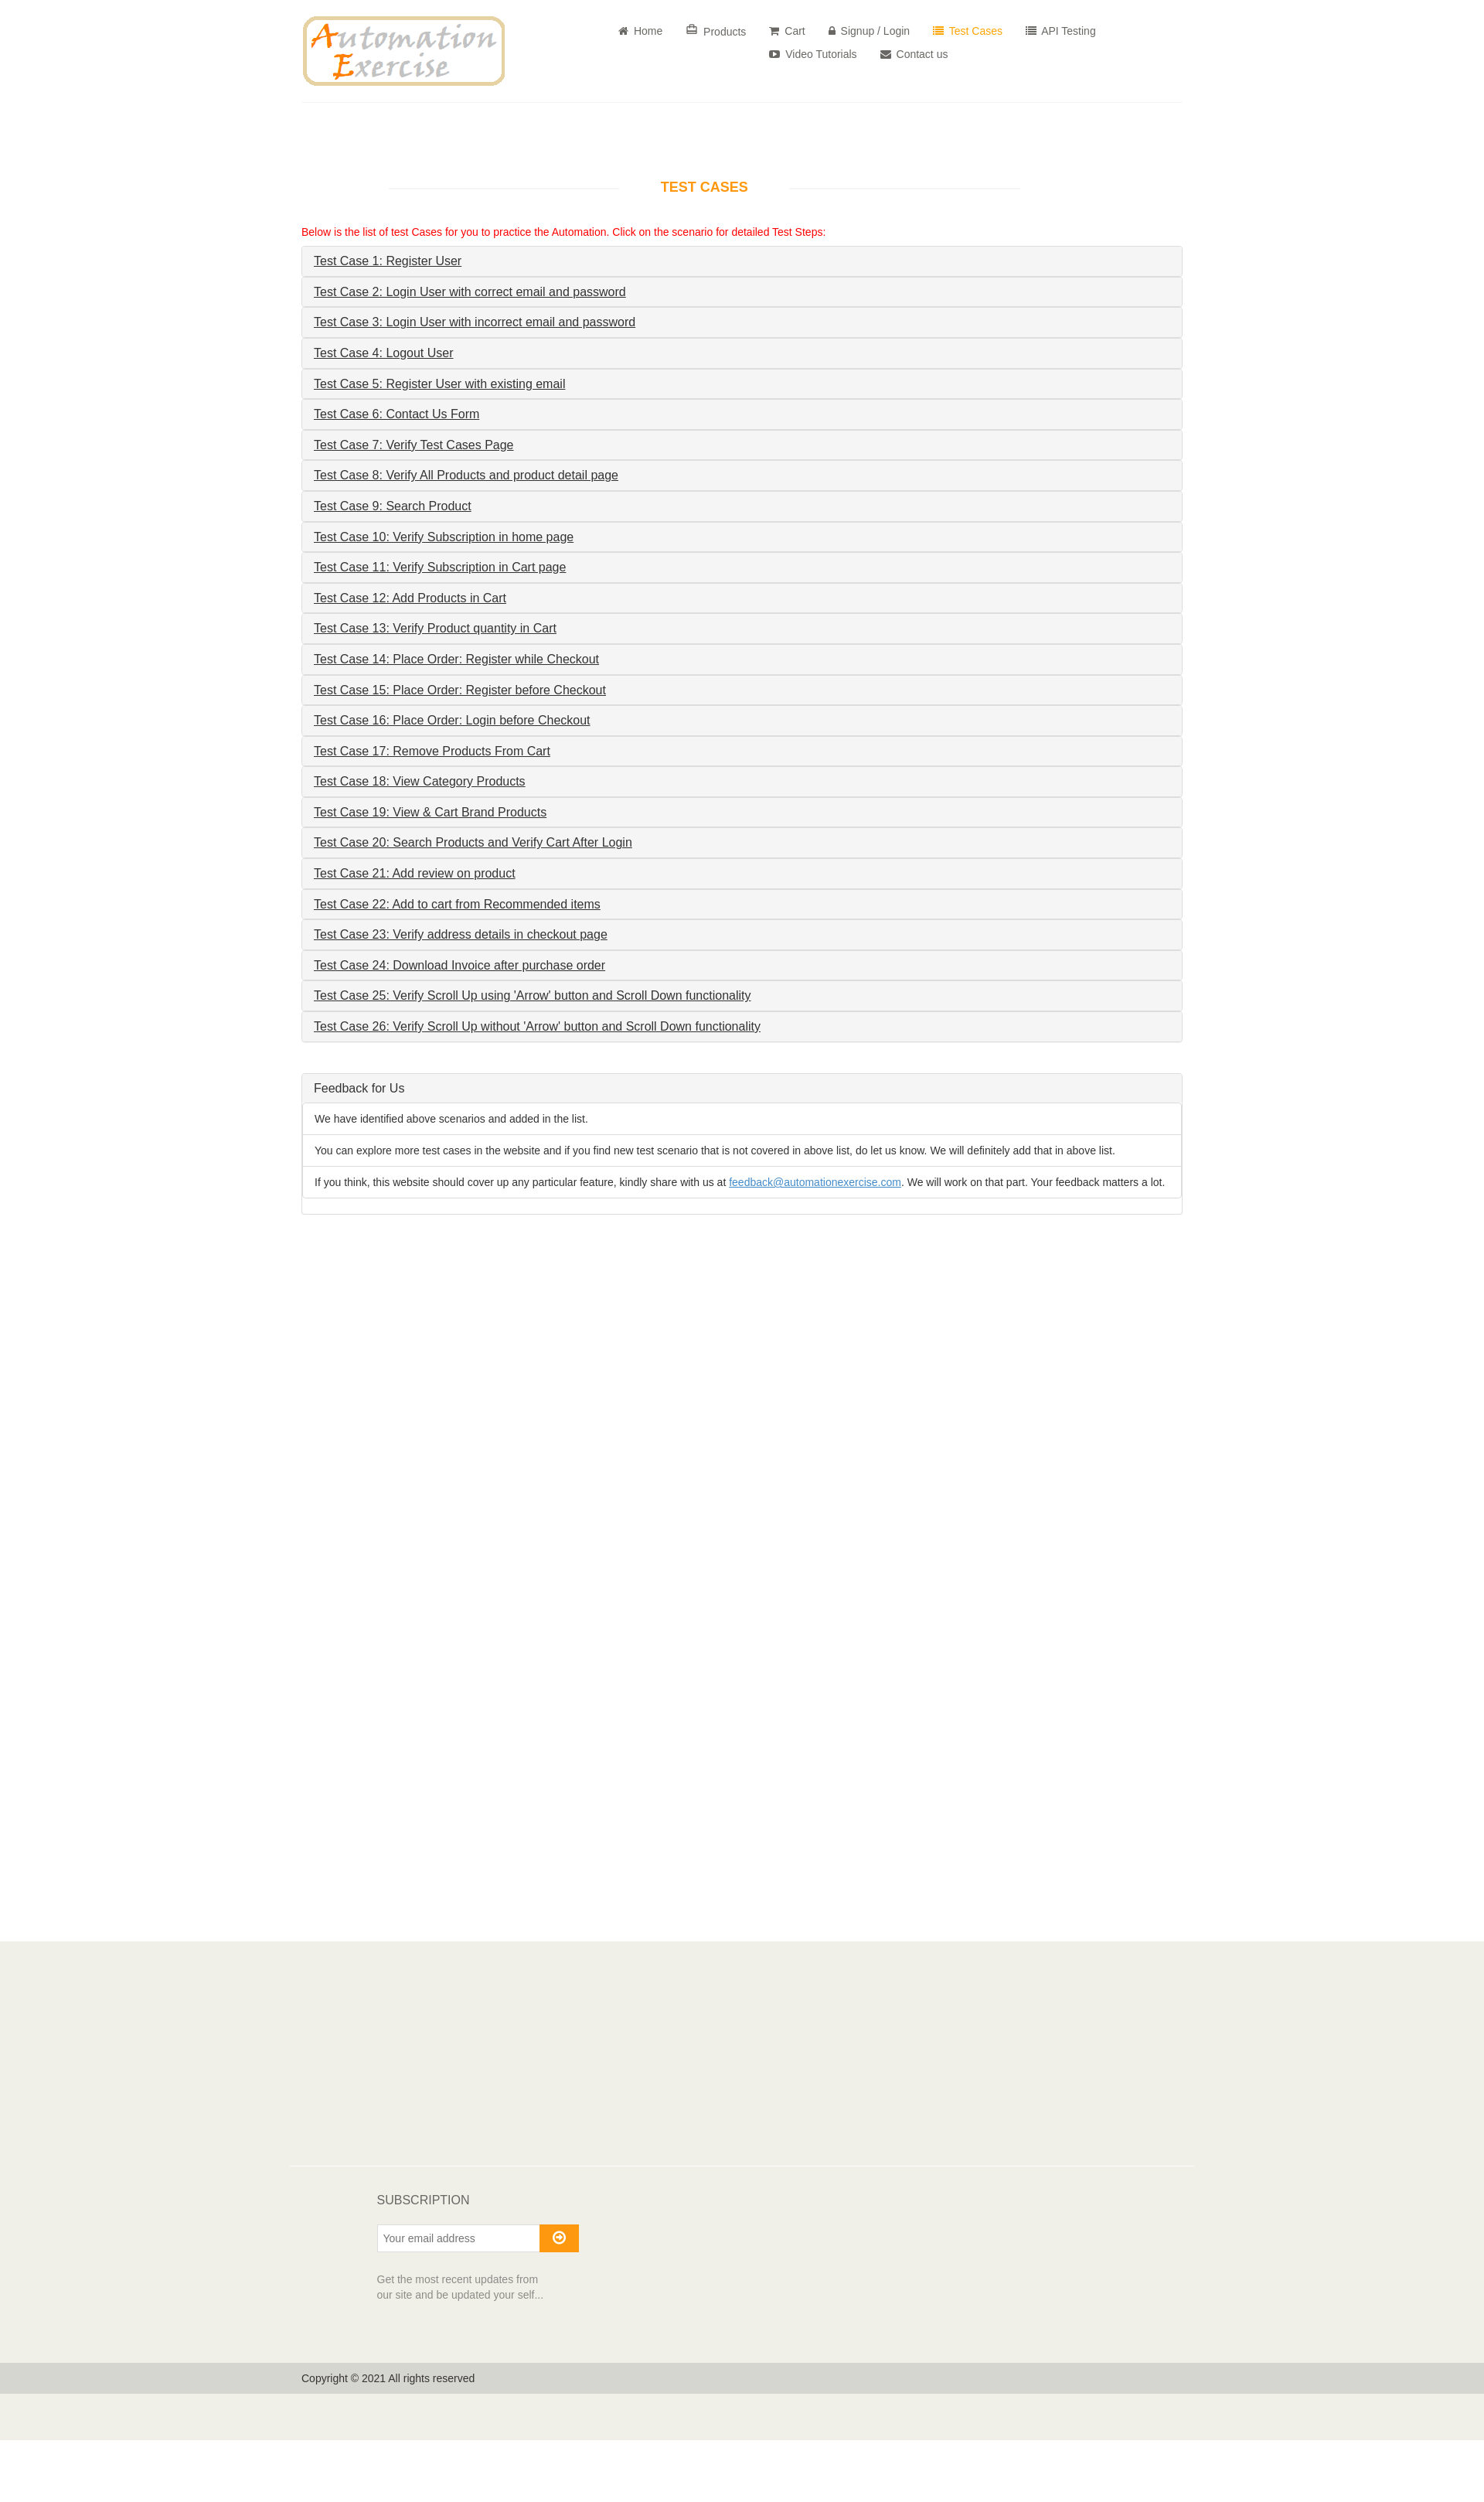 Automation
Exercise
Home Products Cart Signup / Login Test Cases API Testing
Video Tutorials Contact us
TEST CASES
Below is the list of test Cases for you to practice the Automation. Click on the scenario for detailed Test Steps:
Test Case 1: Register User
Test Case 2: Login User with correct email and password
Test Case 3: Login User with incorrect email and password
Test Case 4: Logout User
Test Case 5: Register User with existing email
Test Case 6: Contact Us Form
Test Case 7: Verify Test Cases Page
Test Case 8: Verify All Products and product detail page
Test Case 9: Search Product
Test Case 10: Verify Subscription in home page
Test Case 11: Verify Subscription in Cart page
Test Case 12: Add Products in Cart
Test Case 13: Verify Product quantity in Cart
Test Case 14: Place Order: Register while Checkout
Test Case 15: Place Order: Register before Checkout
Test Case 16: Place Order: Login before Checkout
Test Case 17: Remove Products From Cart
Test Case 18: View Category Products
Test Case 19: View & Cart Brand Products
Test Case 20: Search Products and Verify Cart After Login
Test Case 21: Add review on product
Test Case 22: Add to cart from Recommended items
Test Case 23: Verify address details in checkout page
Test Case 24: Download Invoice after purchase order
Test Case 25: Verify Scroll Up using 'Arrow' button and Scroll Down functionality
Test Case 26: Verify Scroll Up without 'Arrow' button and Scroll Down functionality
Feedback for Us
We have identified above scenarios and added in the list.
You can explore more test cases in the website and if you find new test scenario that is not covered in above list, do let us know. We will definitely add that in above list.
If you think, this website should cover up any particular feature, kindly share with us at feedback@automationexercise.com. We will work on that part. Your feedback matters a lot.
SUBSCRIPTION
Your email address
Get the most recent updates from
our site and be updated your self...
Copyright © 2021 All rights reserved